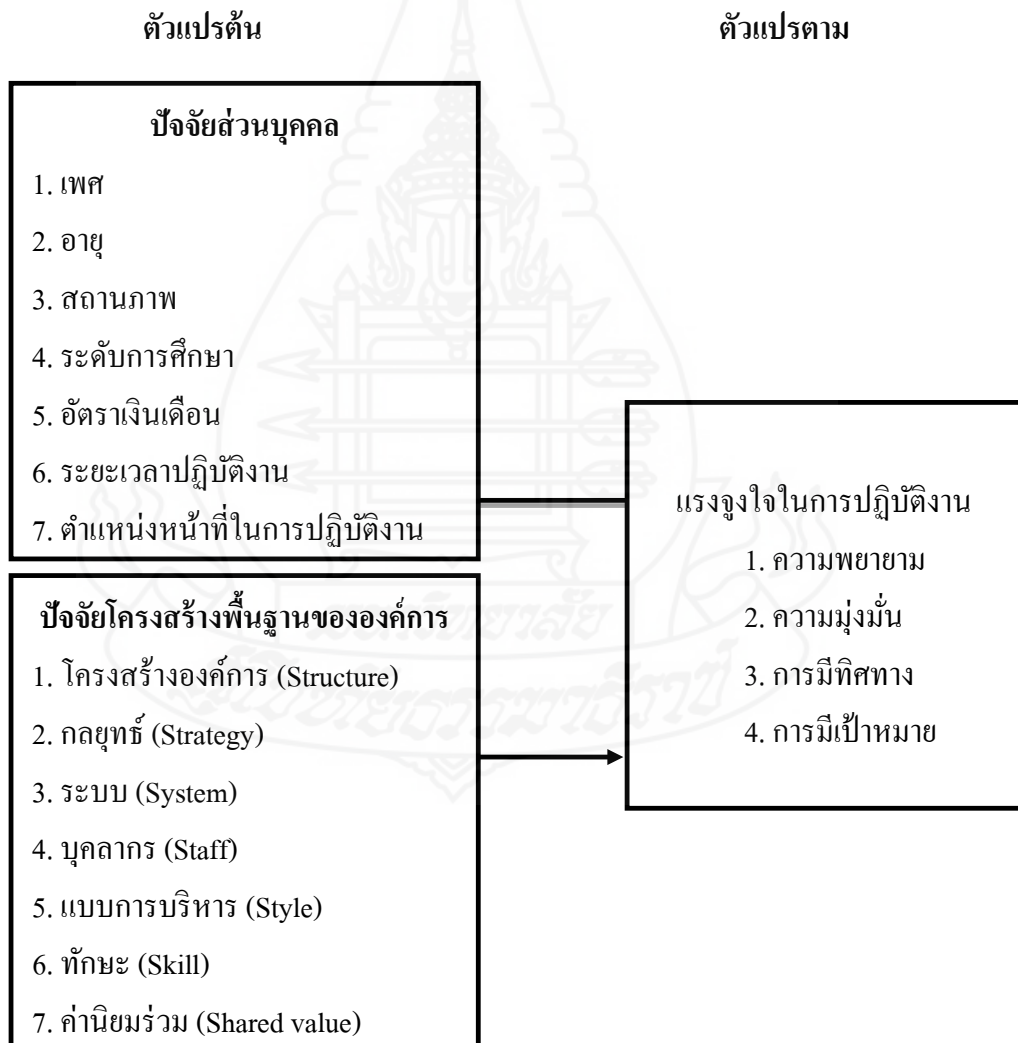 ตัวแปรต้น
ตัวแปรตาม
ปัจจัยส่วนบุคคล
1. เพศ
2. อายุ
3. สถานภาพ
4. ระดับการศึกษา
5. อัตราเงินเดือน
6. ระยะเวลาปฏิบัติงาน
7. ตำแหน่งหน้าที่ในการปฏิบัติงาน
ปัจจัยโครงสร้างพื้นฐานขององค์การ
1. โครงสร้างองค์การ (Structure)
2. กลยุทธ์ (Strategy)
3. ระบบ (System)
4. บุคลากร (Staff)
5. แบบการบริหาร (Style)
6. ทักษะ (Skill)
7. ค่านิยมร่วม (Shared value)
แรงจูงใจในการปฏิบัติงาน
1. ความพยายาม
2. ความมุ่งมั่น
3. การมีทิศทาง
4. การมีเป้าหมาย